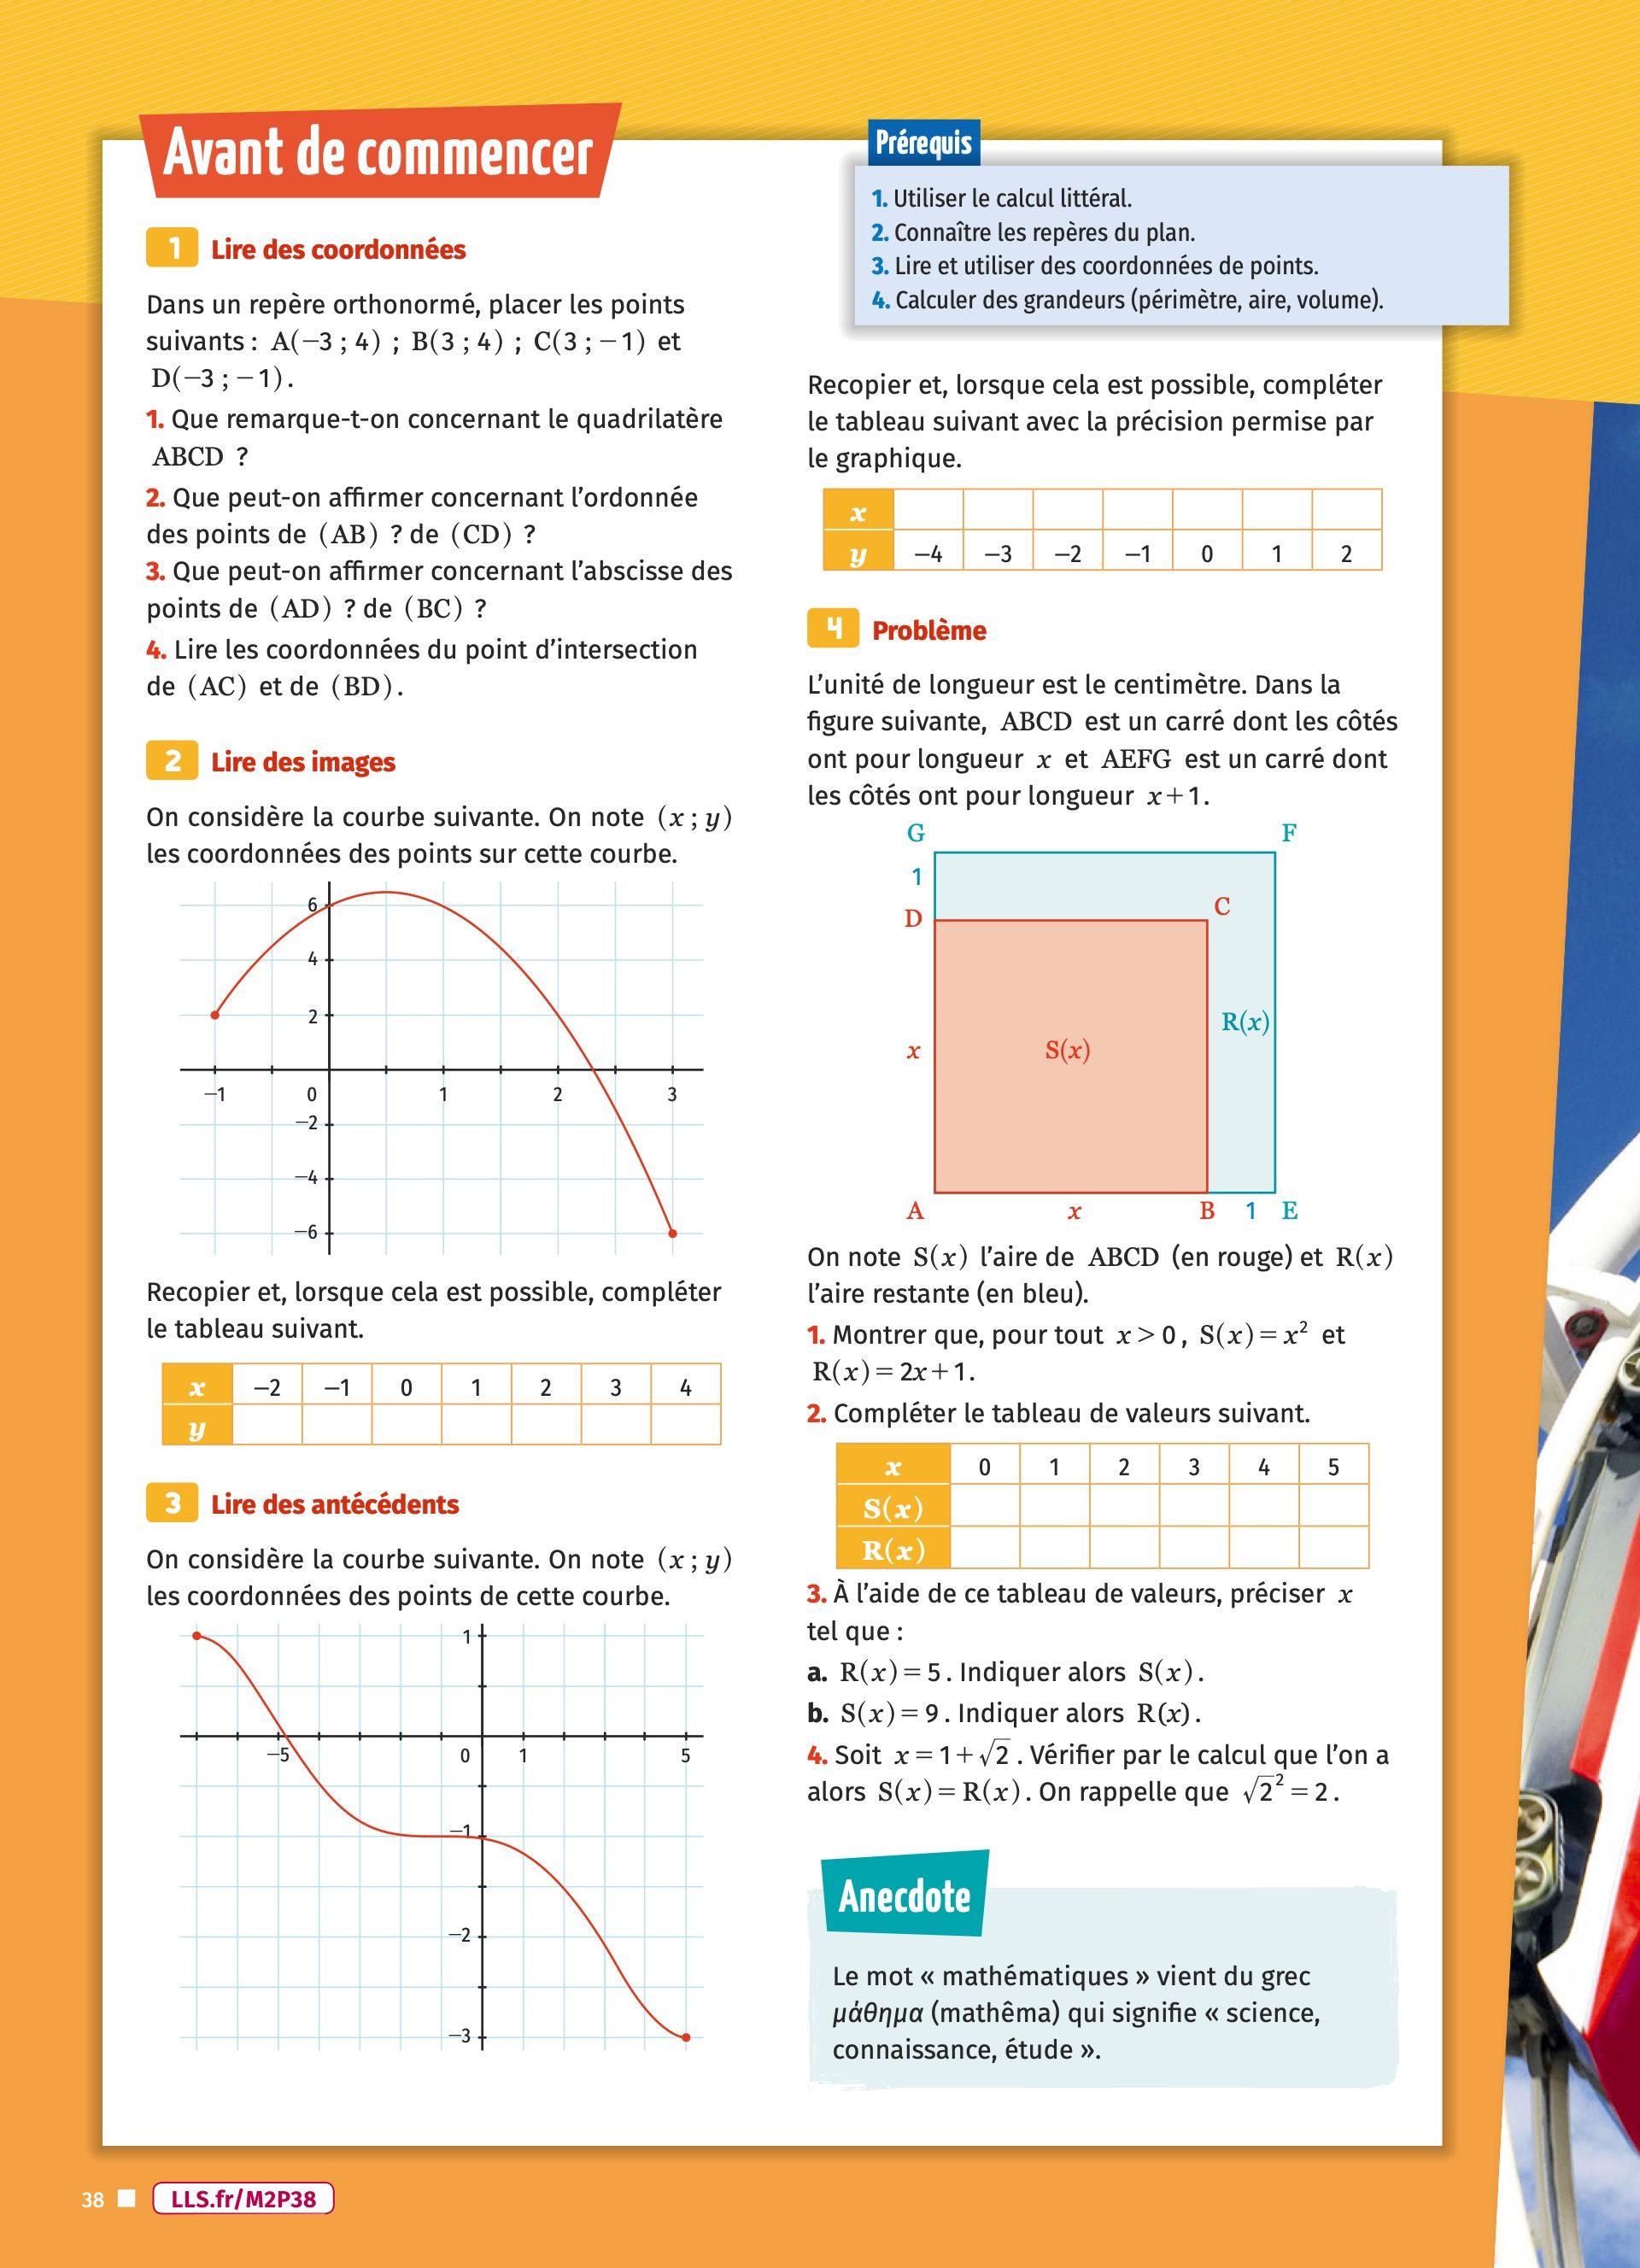 Avant de commencer
Prérequis
1. Utiliser le calcul littéral.
2. Connaître les repères du plan.
3. Lire et utiliser des coordonnées de points.
4. Calculer des grandeurs (périmètre, aire, volume).
1 Lire des coordonnées
Dans un repère orthonormé, placer les points
suivants : A(−3 ; 4) ; B(3 ; 4) ; C(3 ; −1) et
D(−3 ; −1).
1. Que remarque-t-on concernant le quadrilatère
ABCD ?
2. Que peut-on affirmer concernant l'ordonnée
des points de (AB) ? de (CD) ?
3. Que peut-on affirmer concernant l'abscisse des
points de (AD) ? de (BC) ?
4. Lire les coordonnées du point d'intersection
de (AC) et de (BD).
2 Lire des images
On considère la courbe suivante. On note (x ; y)
les coordonnées des points sur cette courbe.
6
4
2
−1 0 1 2 3
−2
−4
−6
Recopier et, lorsque cela est possible, compléter
le tableau suivant.
x −2 −1 0 1 2 3 4
y
3 Lire des antécédents
On considère la courbe suivante. On note (x ; y)
les coordonnées des points de cette courbe.
1
−5 0 1 5
−1
−2
−3
Recopier et, lorsque cela est possible, compléter
le tableau suivant avec la précision permise par
le graphique.
x
y −4 −3 −2 −1 0 1 2
4 Problème
L'unité de longueur est le centimètre. Dans la
figure suivante, ABCD est un carré dont les côtés
ont pour longueur x et AEFG est un carré dont
les côtés ont pour longueur x+1.
G F
1
D C
R(x)
x S(x)
A x B 1 E
On note S(x) l'aire de ABCD (en rouge) et R(x)
l'aire restante (en bleu).
1. Montrer que, pour tout x > 0, S(x) = x² et
R(x) = 2x+1.
2. Compléter le tableau de valeurs suivant.
x 0 1 2 3 4 5
S(x)
R(x)
3. À l'aide de ce tableau de valeurs, préciser x
tel que :
a. R(x) = 5. Indiquer alors S(x).
b. S(x) = 9. Indiquer alors R(x).
4. Soit x = 1+√2. Vérifier par le calcul que l'on a
alors S(x) = R(x). On rappelle que √2² = 2.
Anecdote
Le mot « mathématiques » vient du grec
μάθημα (mathêma) qui signifie « science,
connaissance, étude ».
38 LLS.fr/M2P38